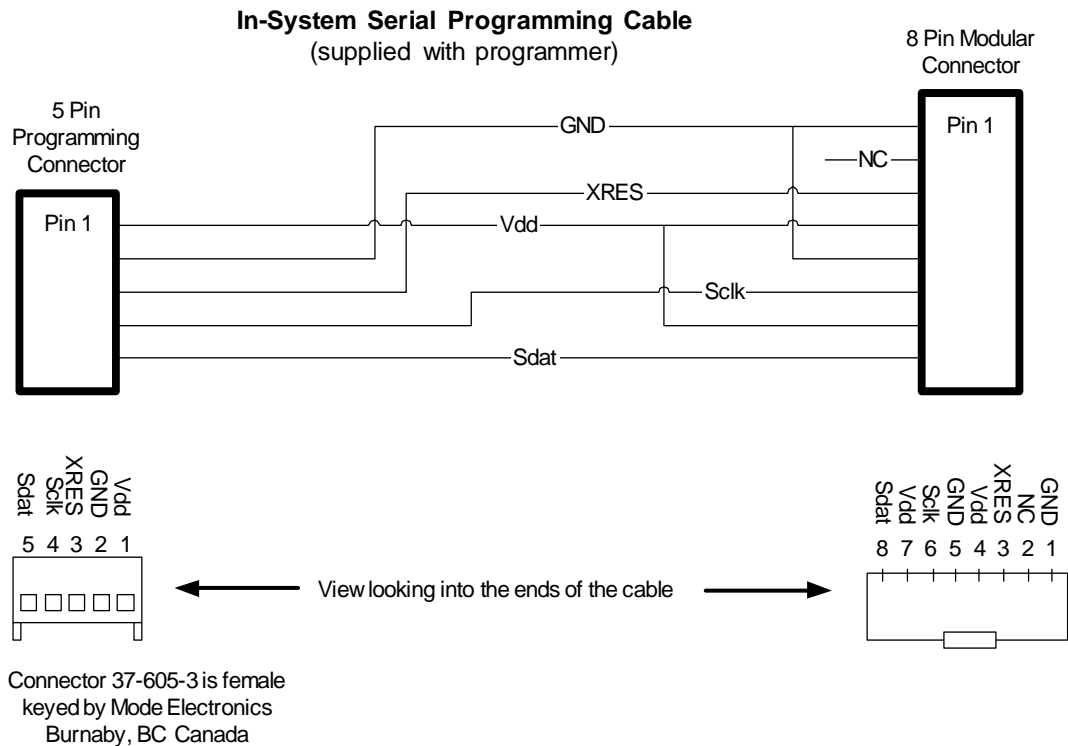 In-System Serial Programming Cable
(supplied with programmer)
8 Pin Modular
Connector
5 Pin
Programming
Connector
GND
Pin 1
NC
XRES
Pin 1
Vdd
Sclk
Sdat
Sdat
Sclk
XRES
GND
Vdd
5 4 3 2 1
Sdat
Vdd
Sclk
GND
Vdd
XRES
NC
GND
8 7 6 5 4 3 2 1
View looking into the ends of the cable
Connector 37-605-3 is female
keyed by Mode Electronics
Burnaby, BC Canada